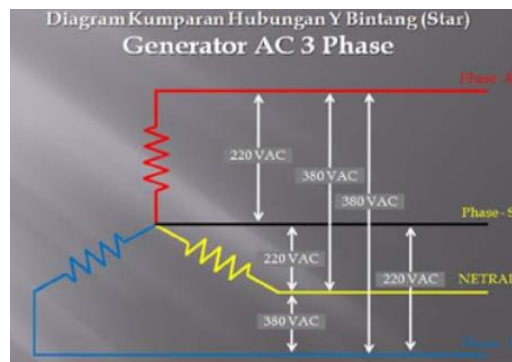 Diagram Kumparan Hubungan Y Bintang (Star)
Generator AC 3 Phase
220 VAC
380 VAC
380 VAC
Phase - S
220 VAC
220 VAC
NETRAL
380 VAC